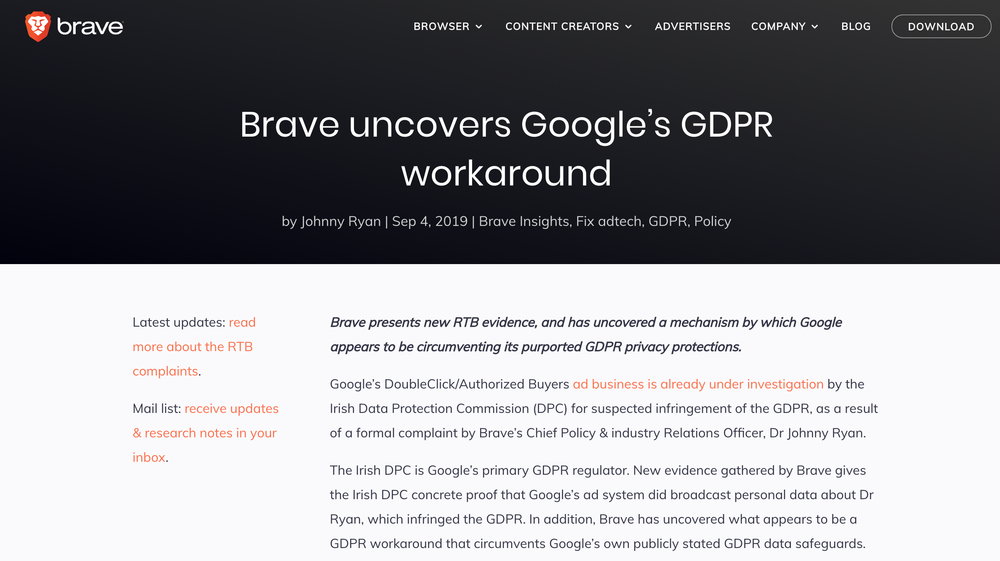 brave
BROWSER CONTENT CREATORS ADVERTISERS COMPANY BLOG DOWNLOAD
Brave uncovers Google’s GDPR
workaround
by Johnny Ryan | Sep 4, 2019 | Brave Insights, Fix adtech, GDPR, Policy
Latest updates: read
more about the RTB
complaints.
Mail list: receive updates
& research notes in your
inbox.
Brave presents new RTB evidence, and has uncovered a mechanism by which Google
appears to be circumventing its purported GDPR privacy protections.
Google’s DoubleClick/Authorized Buyers ad business is already under investigation by the
Irish Data Protection Commission (DPC) for suspected infringement of the GDPR, as a result
of a formal complaint by Brave’s Chief Policy & industry Relations Officer, Dr Johnny Ryan.
The Irish DPC is Google’s primary GDPR regulator. New evidence gathered by Brave gives
the Irish DPC concrete proof that Google’s ad system did broadcast personal data about Dr
Ryan, which infringed the GDPR. In addition, Brave has uncovered what appears to be a
GDPR workaround that circumvents Google’s own publicly stated GDPR data safeguards.